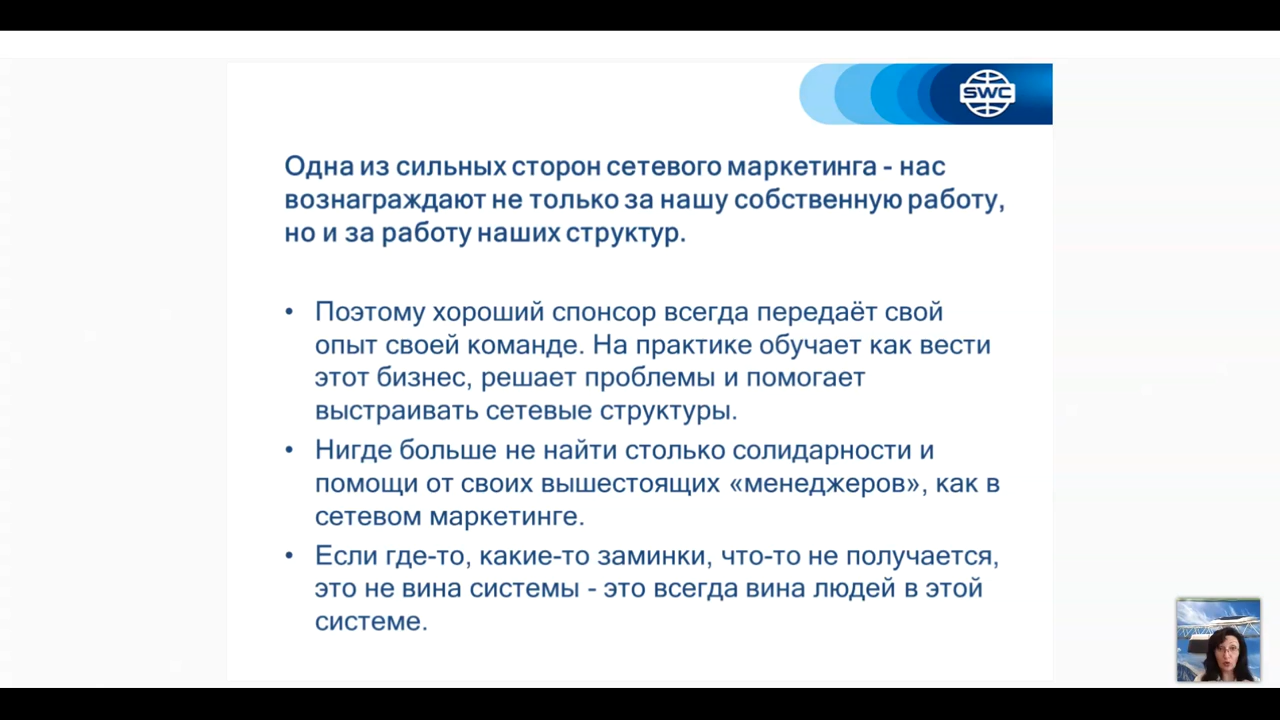 SWC
Одна из сильных сторон сетевого маркетинга - нас
вознаграждают не только за нашу собственную работу,
но и за работу наших структур.
• Поэтому хороший спонсор всегда передаёт свой
опыт своей команде. На практике обучает как вести
этот бизнес, решает проблемы и помогает
выстраивать сетевые структуры.
• Нигде больше не найти столько солидарности и
помощи от своих вышестоящих «менеджеров», как в
сетевом маркетинге.
• Если где-то, какие-то заминки, что-то не получается,
это не вина системы - это всегда вина людей в этой
системе.